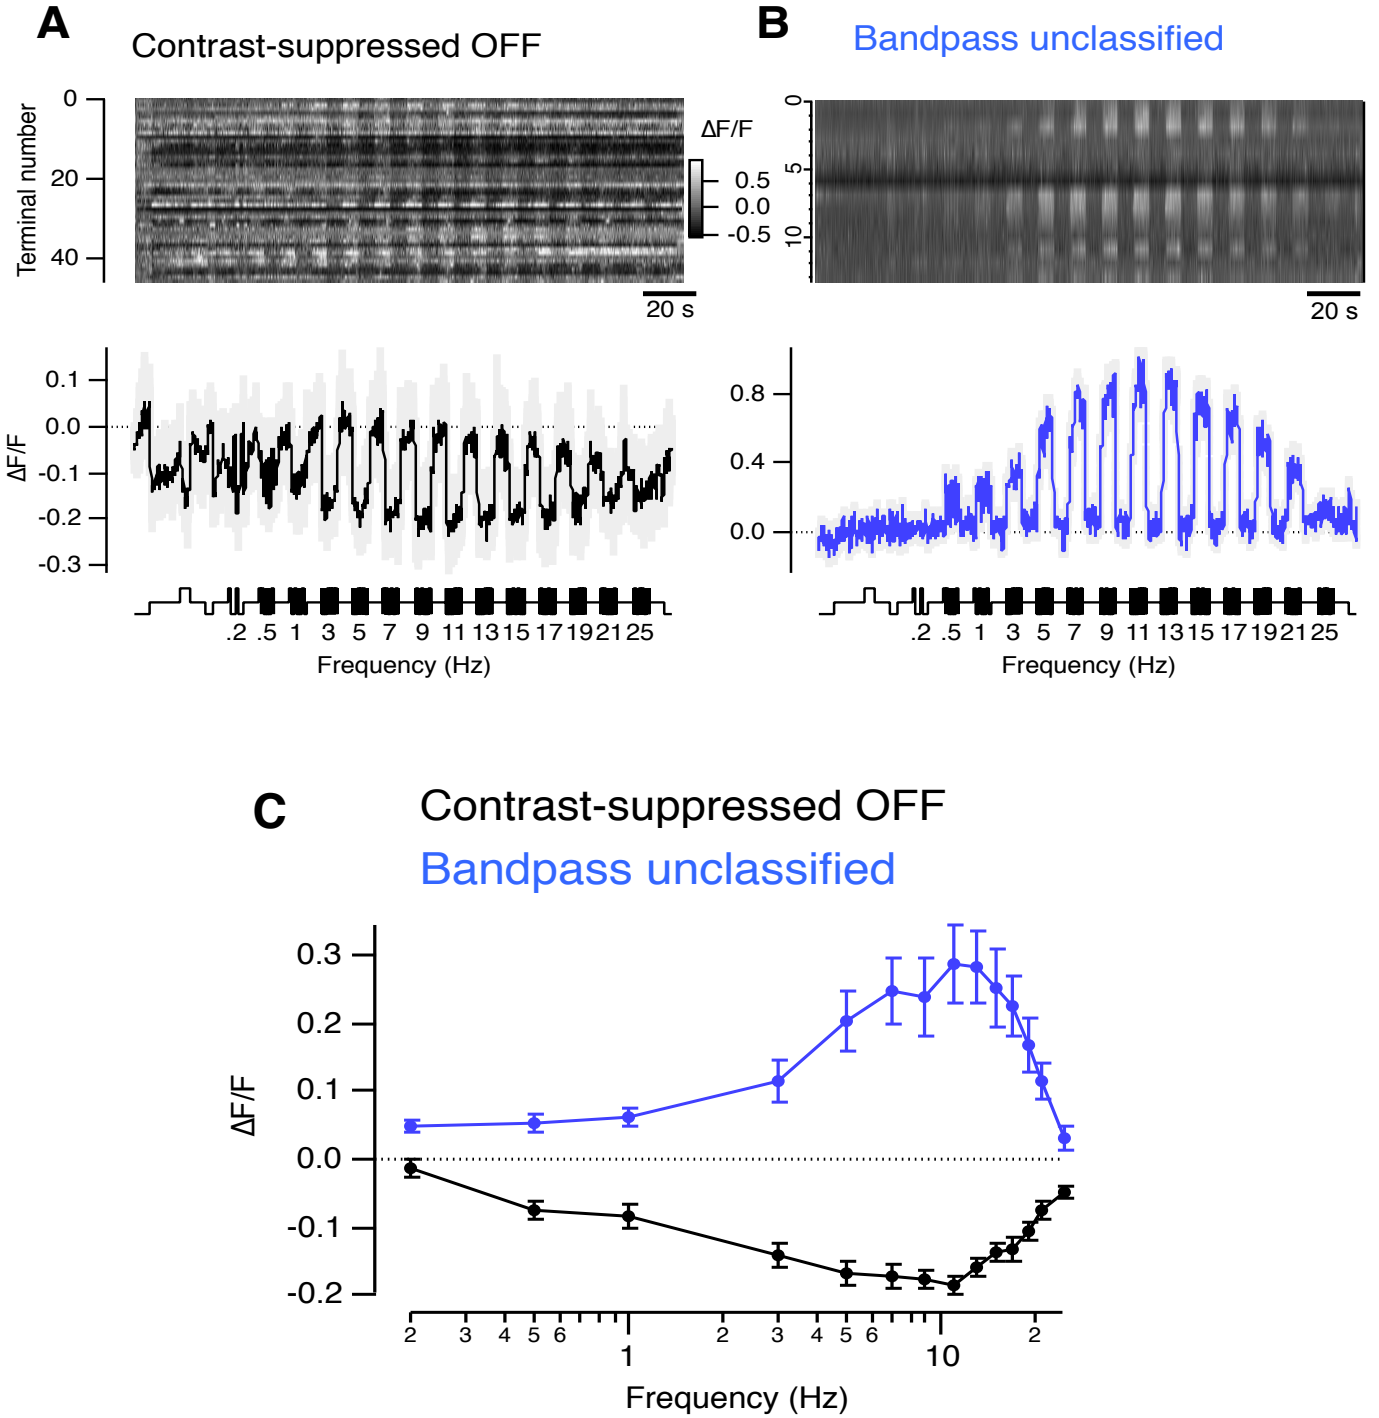 A
Contrast-suppressed OFF
Terminal number
0
20
40
ΔF/F
0.5
0.0
-0.5
20 s
ΔF/F
0.1
0.0
-0.1
-0.2
-0.3
.2 .5 1 3 5 7 9 11 13 15 17 19 21 25
Frequency (Hz)
B
Bandpass unclassified
0
5
10
20 s
0.8
0.4
0.0
.2 .5 1 3 5 7 9 11 13 15 17 19 21 25
Frequency (Hz)
C
Contrast-suppressed OFF
Bandpass unclassified
ΔF/F
0.3
0.2
0.1
0.0
-0.1
-0.2
2 3 4 5 6 2 3 4 5 6 2
1 10
Frequency (Hz)